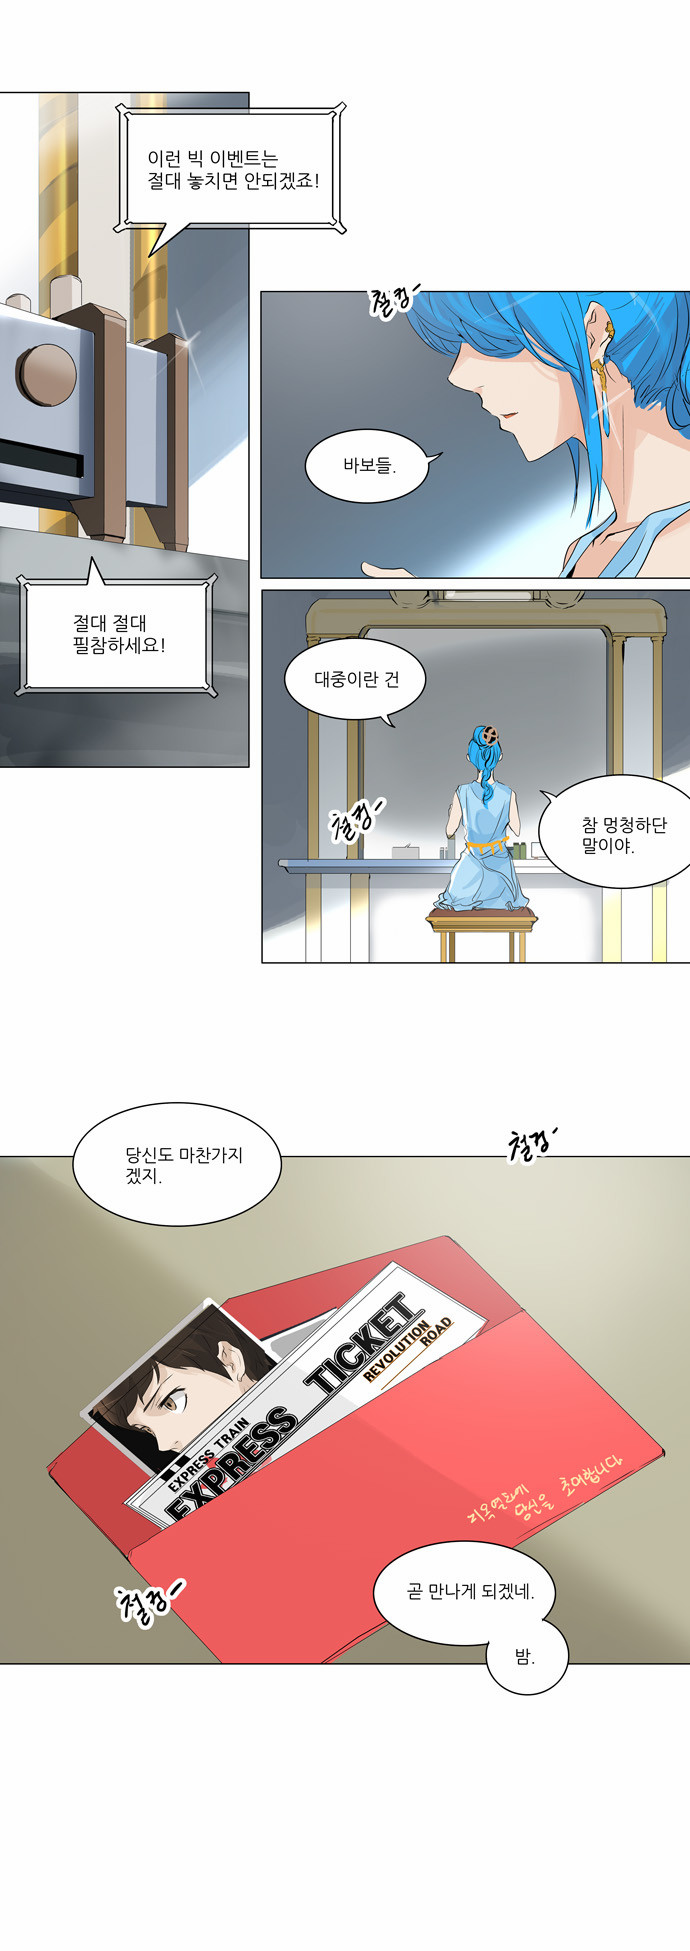 이런 빅 이벤트는
절대 놓치면 안되겠죠!
철컹-
바보들.
절대 절대
필참하세요!
대중이란 건
철컹-
참 멍청하단
말이야.
당신도 마찬가지
겠지.
철컹-
EXPRESS TRAIN
EXPRESS TICKET
REVOLUTION
ROAD
지옥열차에
당신을 초대합니다
철컹-
곧 만나게 되겠네.
밤.